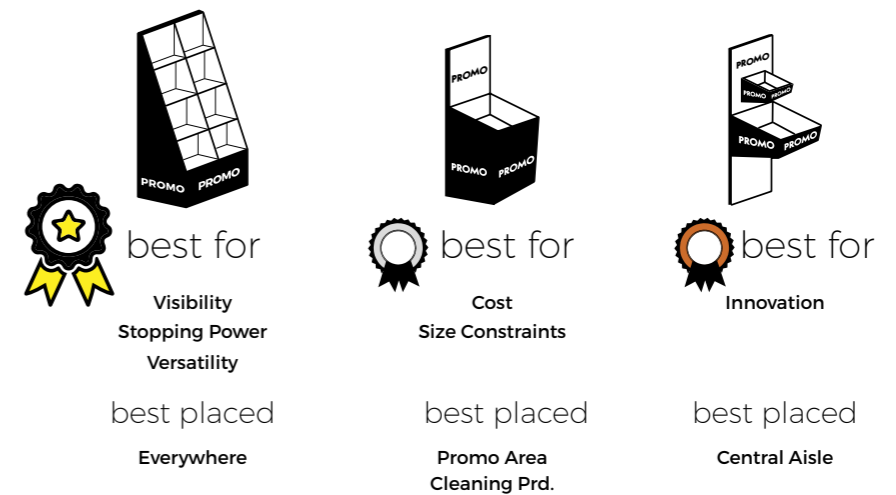 PROMO PROMO
best for
Visibility
Stopping Power
Versatility
best placed
Everywhere
PROMO
PROMO PROMO
best for
Cost
Size Constraints
best placed
Promo Area
Cleaning Prd.
PROMO
PROMO PROMO
PROMO PROMO
best for
Innovation
best placed
Central Aisle